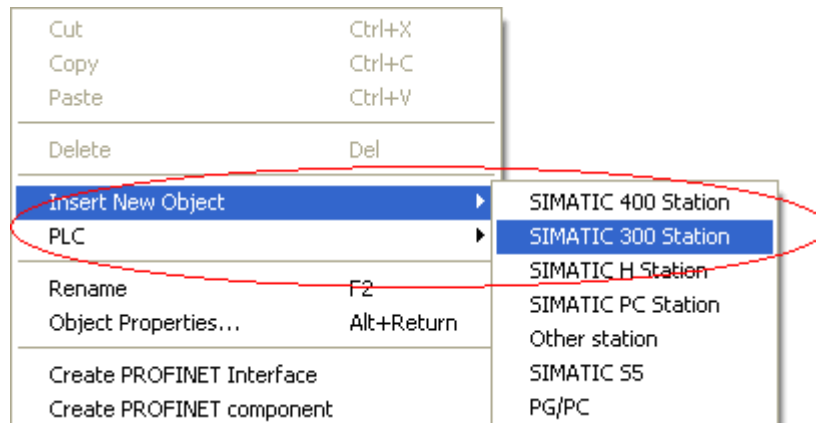 Cut Ctrl+X
Copy Ctrl+C
Paste Ctrl+V
Delete Del
Insert New Object
PLC
Rename F2
Object Properties... Alt+Return
Create PROFINET Interface
Create PROFINET component
SIMATIC 400 Station
SIMATIC 300 Station
SIMATIC H Station
SIMATIC PC Station
Other station
SIMATIC S5
PG/PC